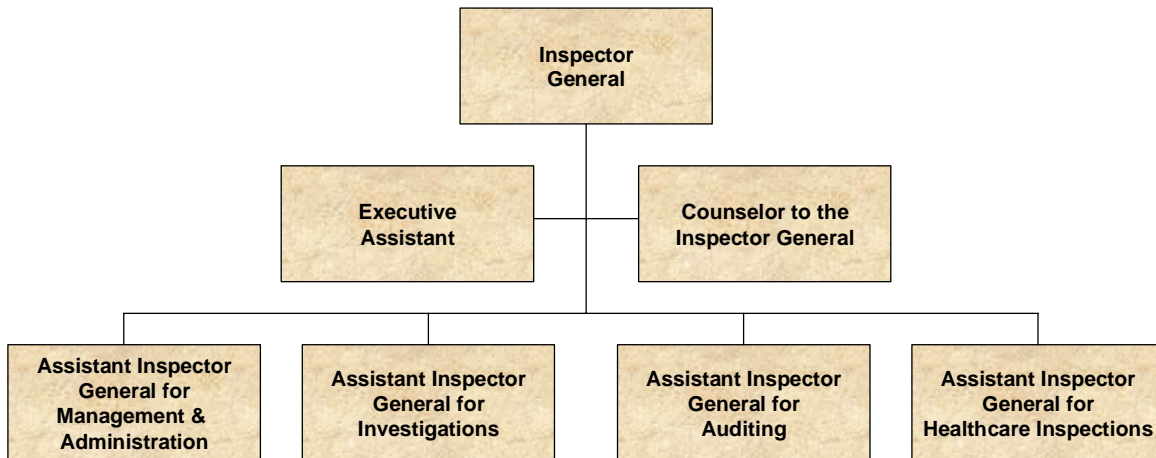 Inspector
General
Executive
Assistant
Counselor to the
Inspector General
Assistant Inspector
General for
Management &
Administration
Assistant Inspector
General for
Investigations
Assistant Inspector
General for
Auditing
Assistant Inspector
General for
Healthcare Inspections